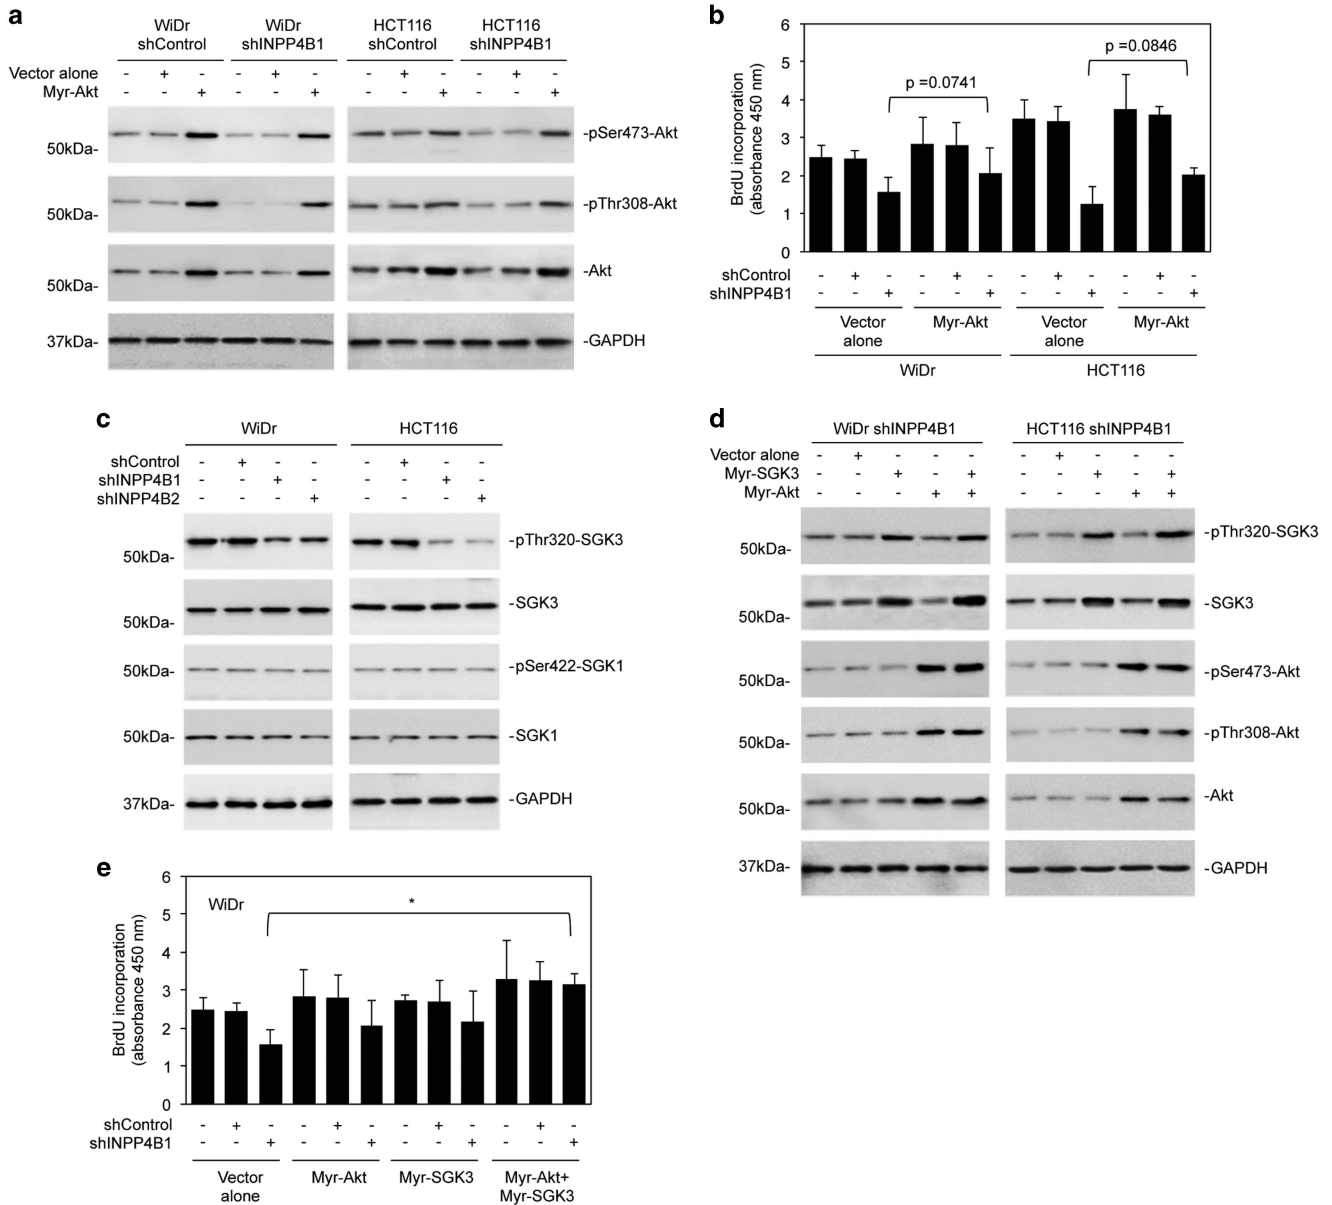 a
WiDr shControl
WiDr shINPP4B1
HCT116 shControl
HCT116 shINPP4B1
Vector alone - + - - + - - + - - + -
Myr-Akt - - + - - + - - + - - +
50kDa- -pSer473-Akt
50kDa- -pThr308-Akt
50kDa- -Akt
37kDa- -GAPDH
b
BrdU incorporation
(absorbance 450 nm)
6
5
4
3
2
1
0
p =0.0741
p =0.0846
shControl - + - - + - - + - - + -
shINPP4B1 - - + - - + - - + - - +
Vector alone
Myr-Akt
Vector alone
Myr-Akt
WiDr
HCT116
c
WiDr
HCT116
shControl - + - - - + - -
shINPP4B1 - - + - - - + -
shINPP4B2 - - - + - - - +
50kDa- -pThr320-SGK3
50kDa- -SGK3
50kDa- -pSer422-SGK1
50kDa- -SGK1
37kDa- -GAPDH
d
WiDr shINPP4B1
HCT116 shINPP4B1
Vector alone - + - - - - + - - -
Myr-SGK3 - - + - + - - + - +
Myr-Akt - - - + + - - - + +
50kDa- -pThr320-SGK3
50kDa- -SGK3
50kDa- -pSer473-Akt
50kDa- -pThr308-Akt
50kDa- -Akt
37kDa- -GAPDH
e
BrdU incorporation
(absorbance 450 nm)
6
5
4
3
2
1
0
WiDr
*
shControl - + - - + - - + - - + -
shINPP4B1 - - + - - + - - + - - +
Vector alone
Myr-Akt
Myr-SGK3
Myr-Akt+ Myr-SGK3